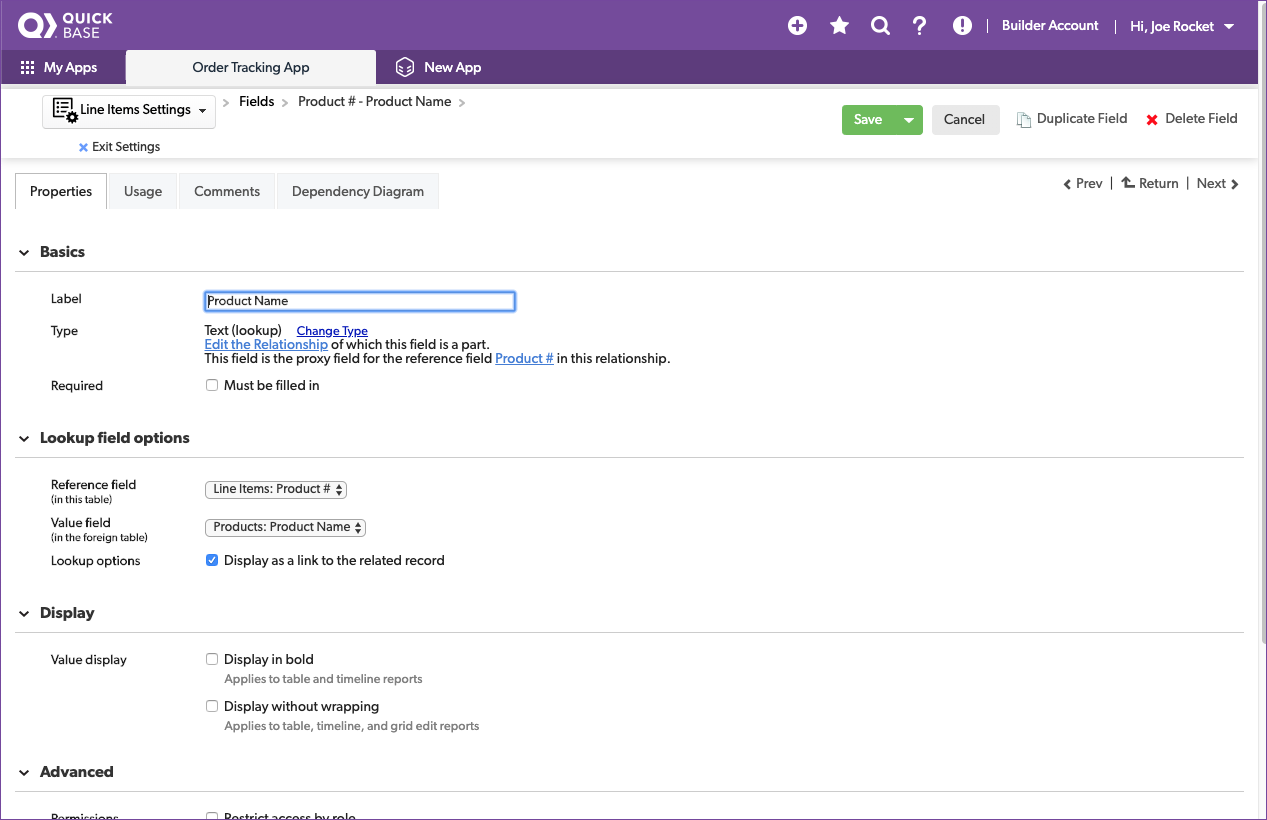 QUICK
BASE
Builder Account
Hi, Joe Rocket
My Apps
Order Tracking App
New App
Line Items Settings
Fields
Product # - Product Name
Save
Cancel
Duplicate Field
Delete Field
Exit Settings
Properties
Usage
Comments
Dependency Diagram
Prev | Return | Next
Basics
Label
Product Name
Type
Text (lookup) Change Type
Edit the Relationship of which this field is a part.
This field is the proxy field for the reference field Product # in this relationship.
Required
Must be filled in
Lookup field options
Reference field
(in this table)
Line Items: Product #
Value field
(in the foreign table)
Products: Product Name
Lookup options
Display as a link to the related record
Display
Value display
Display in bold
Applies to table and timeline reports
Display without wrapping
Applies to table, timeline, and grid edit reports
Advanced
Permissions
Restrict access by role